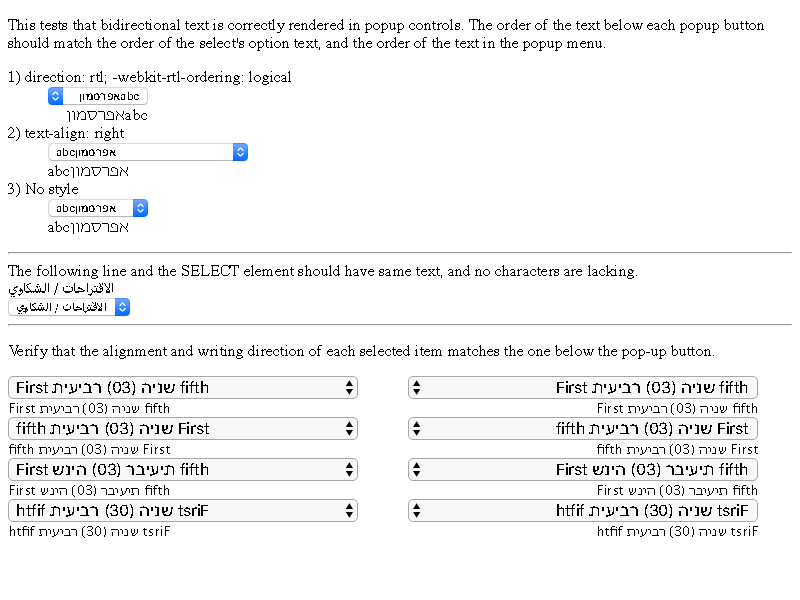 This tests that bidirectional text is correctly rendered in popup controls. The order of the text below each popup button
should match the order of the select's option text, and the order of the text in the popup menu.
1) direction: rtl; -webkit-rtl-ordering: logical
abcאפרסמון
abcאפרסמון
2) text-align: right
abcאפרסמון
abcאפרסמון
3) No style
abcאפרסמון
abcאפרסמון
The following line and the SELECT element should have same text, and no characters are lacking.
الاقتراحات / الشكاوي
الاقتراحات / الشكاوي
Verify that the alignment and writing direction of each selected item matches the one below the pop-up button.
First שניה (03) רביעית fifth
First שניה (03) רביעית fifth
First שניה (03) רביעית fifth
First שניה (03) רביעית fifth
fifth שניה (03) רביעית First
fifth שניה (03) רביעית First
fifth שניה (03) רביעית First
fifth שניה (03) רביעית First
First תיעיבר (03) הינש fifth
First תיעיבר (03) הינש fifth
First תיעיבר (03) הינש fifth
First תיעיבר (03) הינש fifth
htfif שניה (30) רביעית tsriF
htfif שניה (30) רביעית tsriF
htfif שניה (30) רביעית tsriF
htfif שניה (30) רביעית tsriF